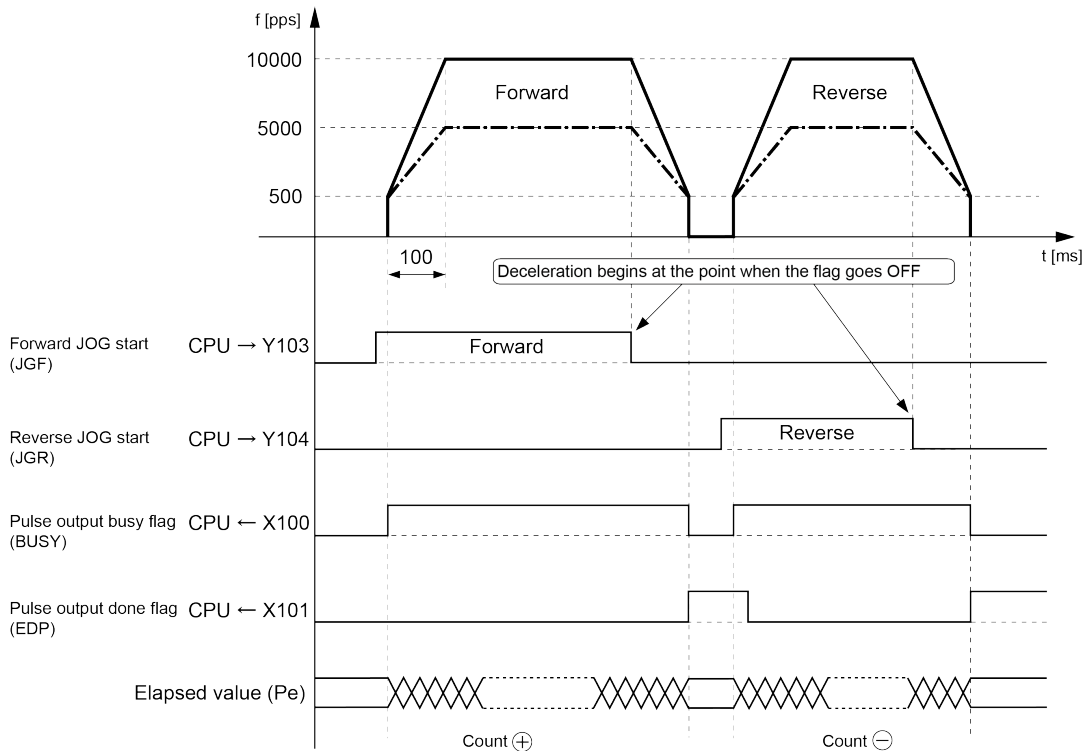 f [pps]
10000
Forward
Reverse
5000
500
t [ms]
100
Deceleration begins at the point when the flag goes OFF
Forward JOG start
(JGF)
CPU → Y103
Forward
Reverse JOG start
(JGR)
CPU → Y104
Reverse
Pulse output busy flag
(BUSY)
CPU ← X100
Pulse output done flag
(EDP)
CPU ← X101
Elapsed value (Pe)
Count ⊕
Count ⊖